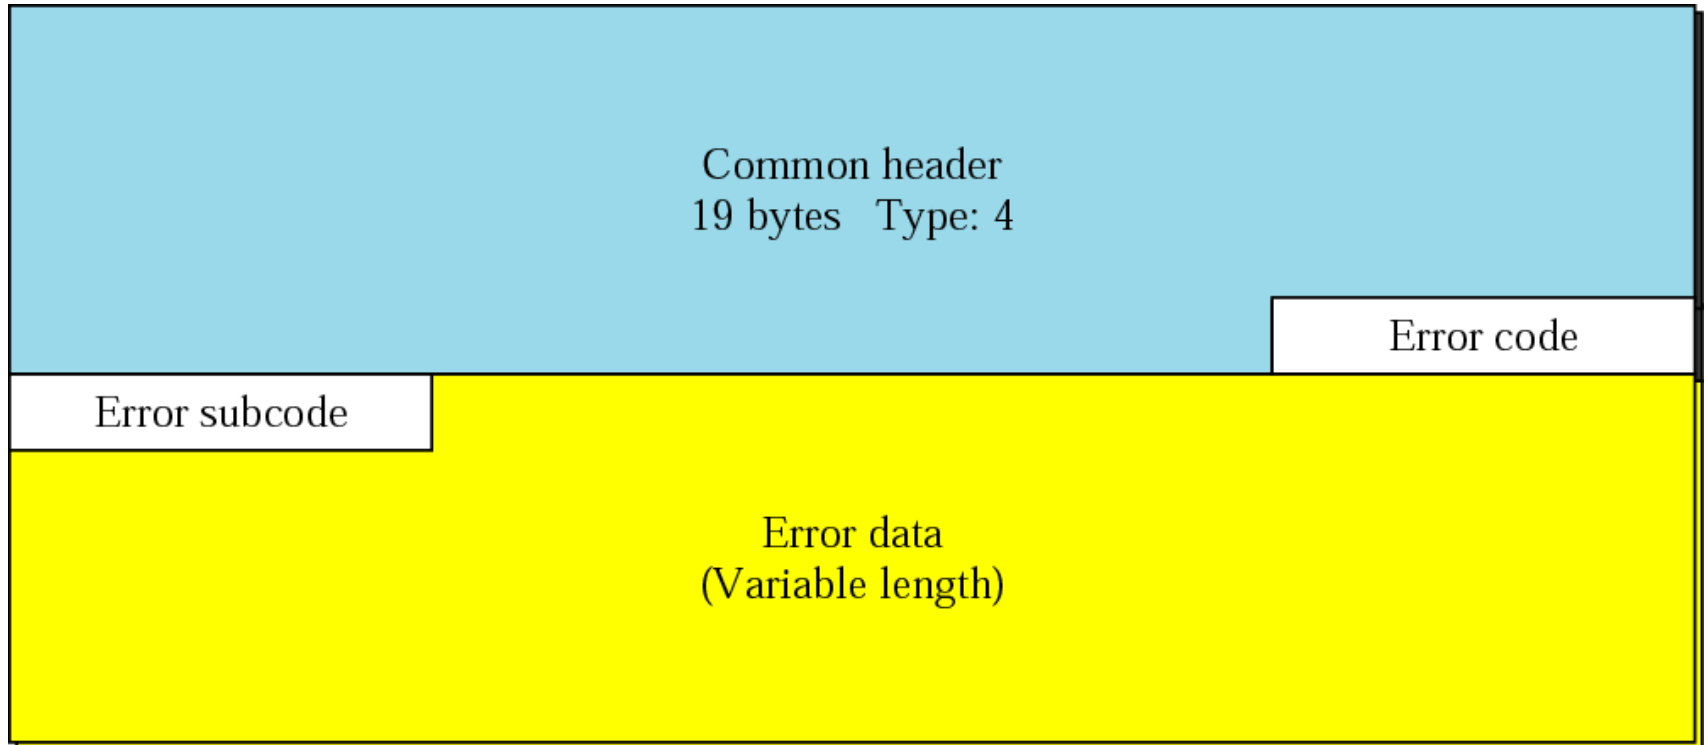 Common header
19 bytes Type: 4
Error code
Error subcode
Error data
(Variable length)